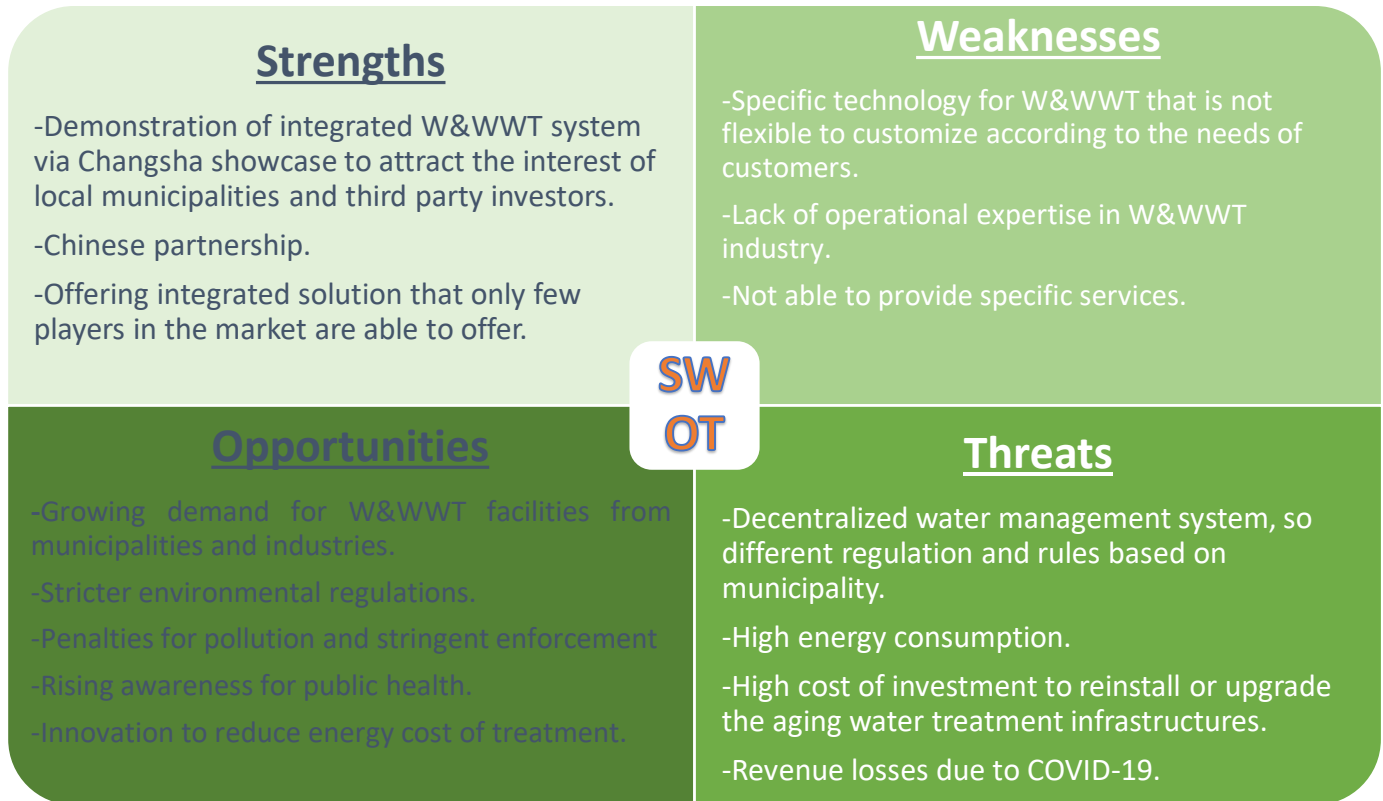 Strengths
-Demonstration of integrated W&WWT system
via Changsha showcase to attract the interest of
local municipalities and third party investors.
-Chinese partnership.
-Offering integrated solution that only few
players in the market are able to offer.
Weaknesses
-Specific technology for W&WWT that is not
flexible to customize according to the needs of
customers.
-Lack of operational expertise in W&WWT
industry.
-Not able to provide specific services.
SW
OT
Opportunities
-Growing demand for W&WWT facilities from
municipalities and industries.
-Stricter environmental regulations.
-Penalties for pollution and stringent enforcement
-Rising awareness for public health.
-Innovation to reduce energy cost of treatment.
Threats
-Decentralized water management system, so
different regulation and rules based on
municipality.
-High energy consumption.
-High cost of investment to reinstall or upgrade
the aging water treatment infrastructures.
-Revenue losses due to COVID-19.